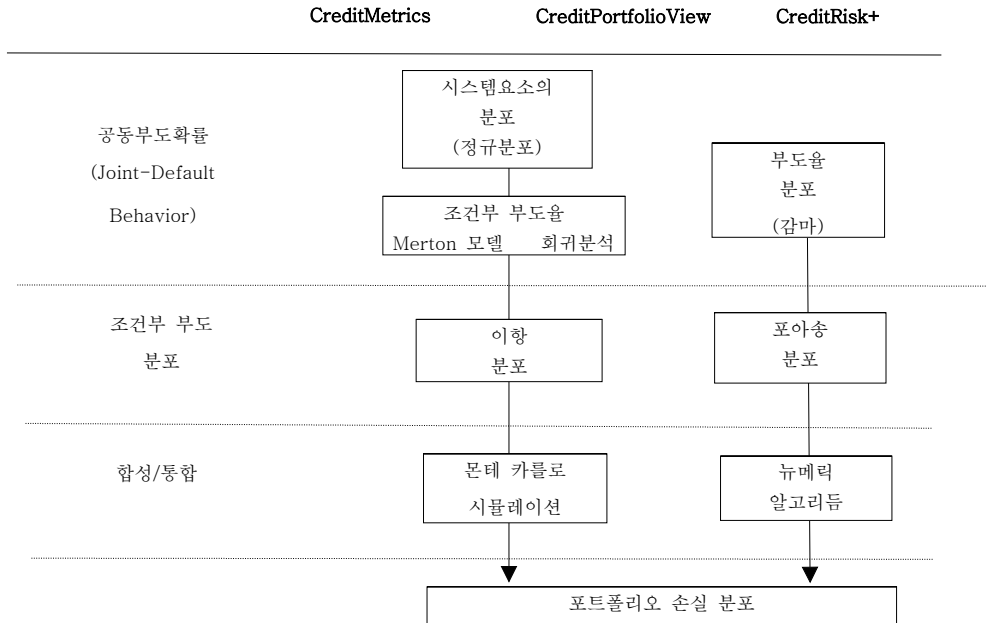 CreditMetrics CreditPortfolioView CreditRisk+
공동부도확률
(Joint-Default
Behavior)
시스템요소의
분포
(정규분포)
조건부 부도율
Merton 모델 회귀분석
부도율
분포
(감마)
조건부 부도
분포
이항
분포
포아송
분포
합성/통합
몬테 카를로
시뮬레이션
뉴메릭
알고리듬
포트폴리오 손실 분포